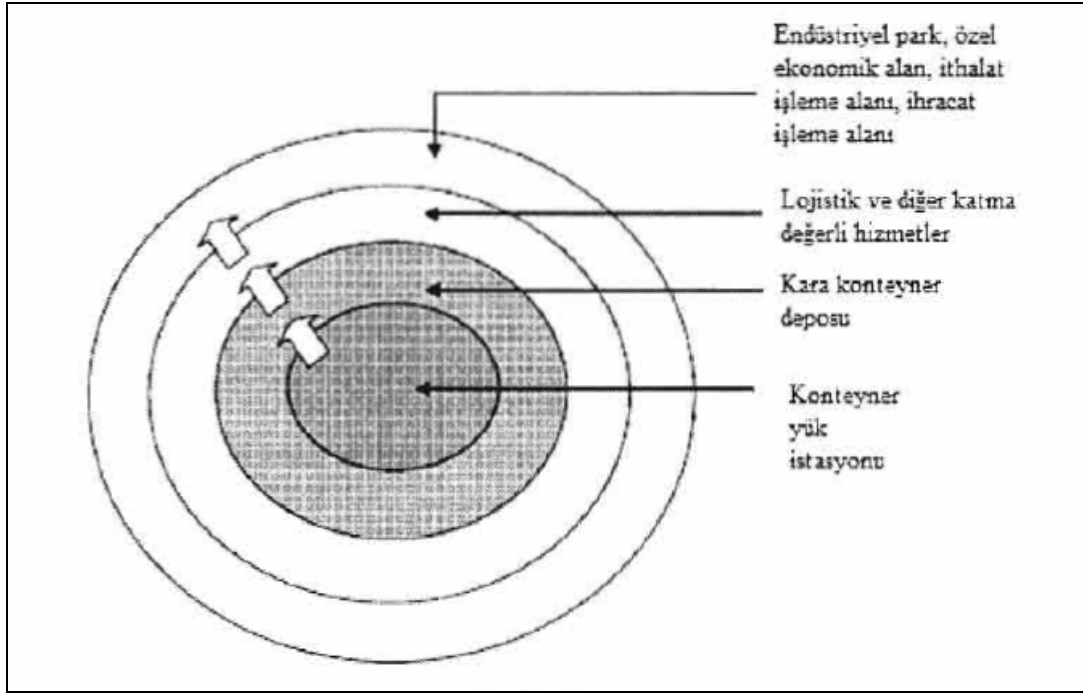 Endüstriyel park, özel
ekonomik alan, ithalat
işleme alanı, ihracat
işleme alanı
Lojistik ve diğer katma
değerli hizmetler
Kara konteyner
deposu
Konteyner
yük
istasyonu